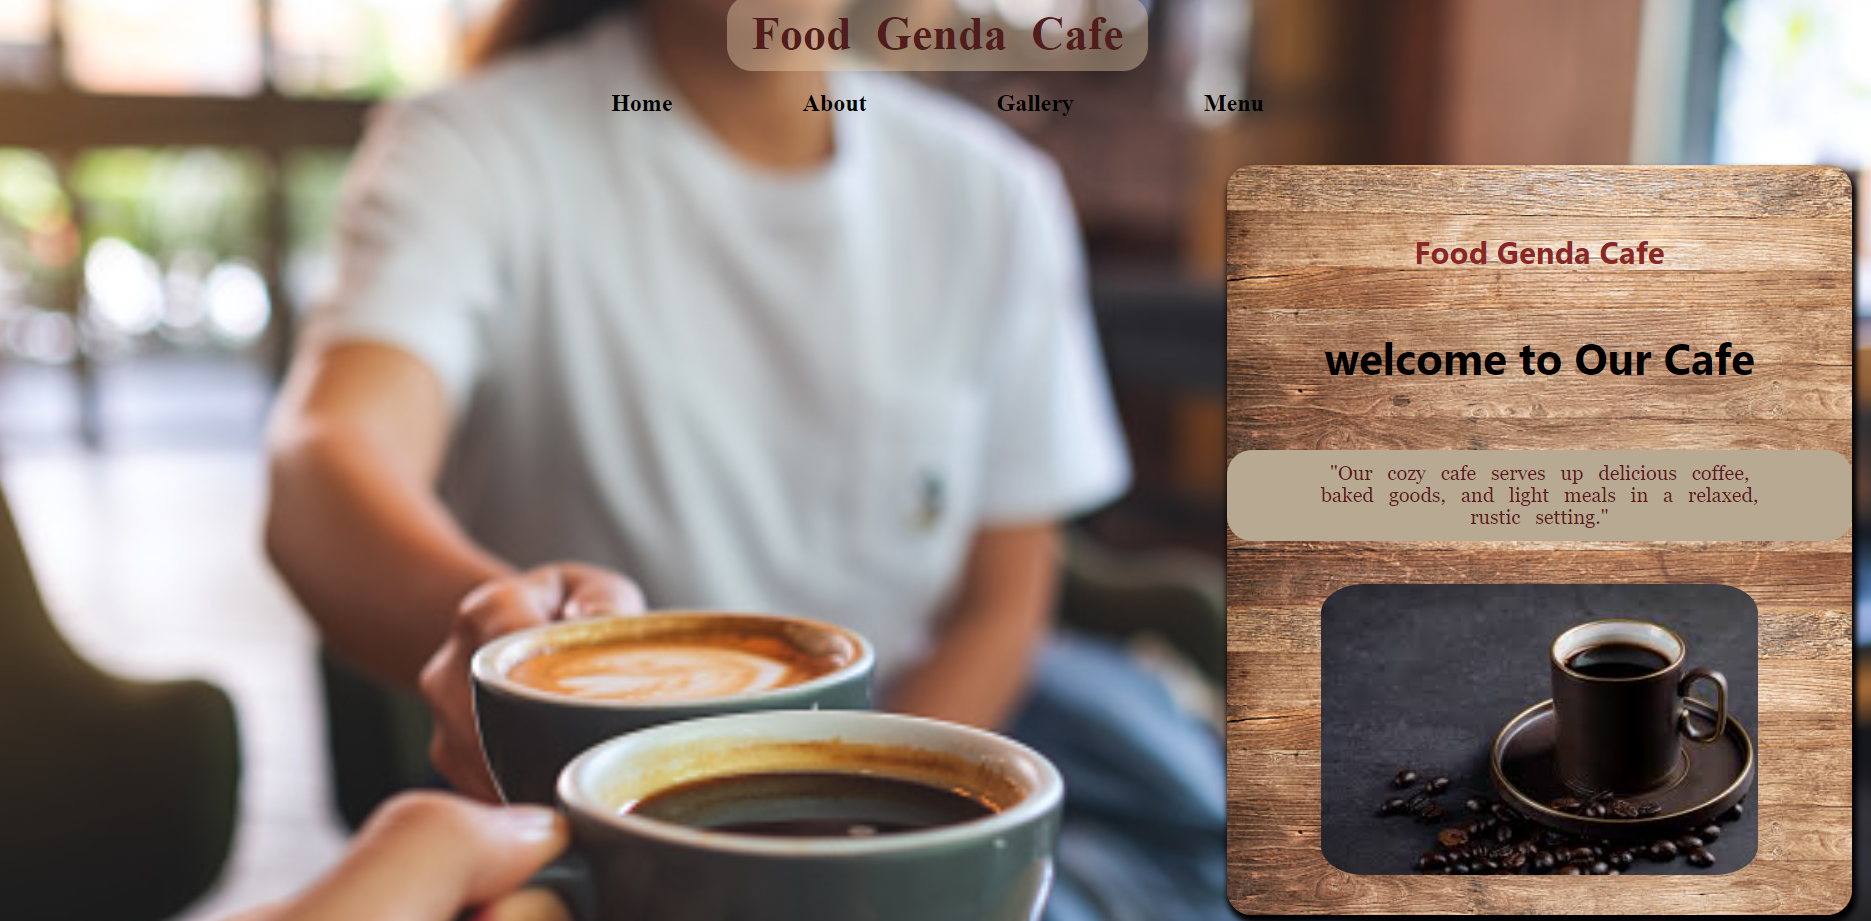 Food Genda Cafe
Home About Gallery Menu
Food Genda Cafe
welcome to Our Cafe
"Our cozy cafe serves up delicious coffee,
baked goods, and light meals in a relaxed,
rustic setting."